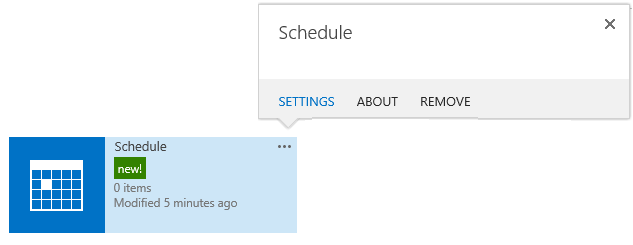 Schedule
SETTINGS ABOUT REMOVE
Schedule
new!
0 items
Modified 5 minutes ago